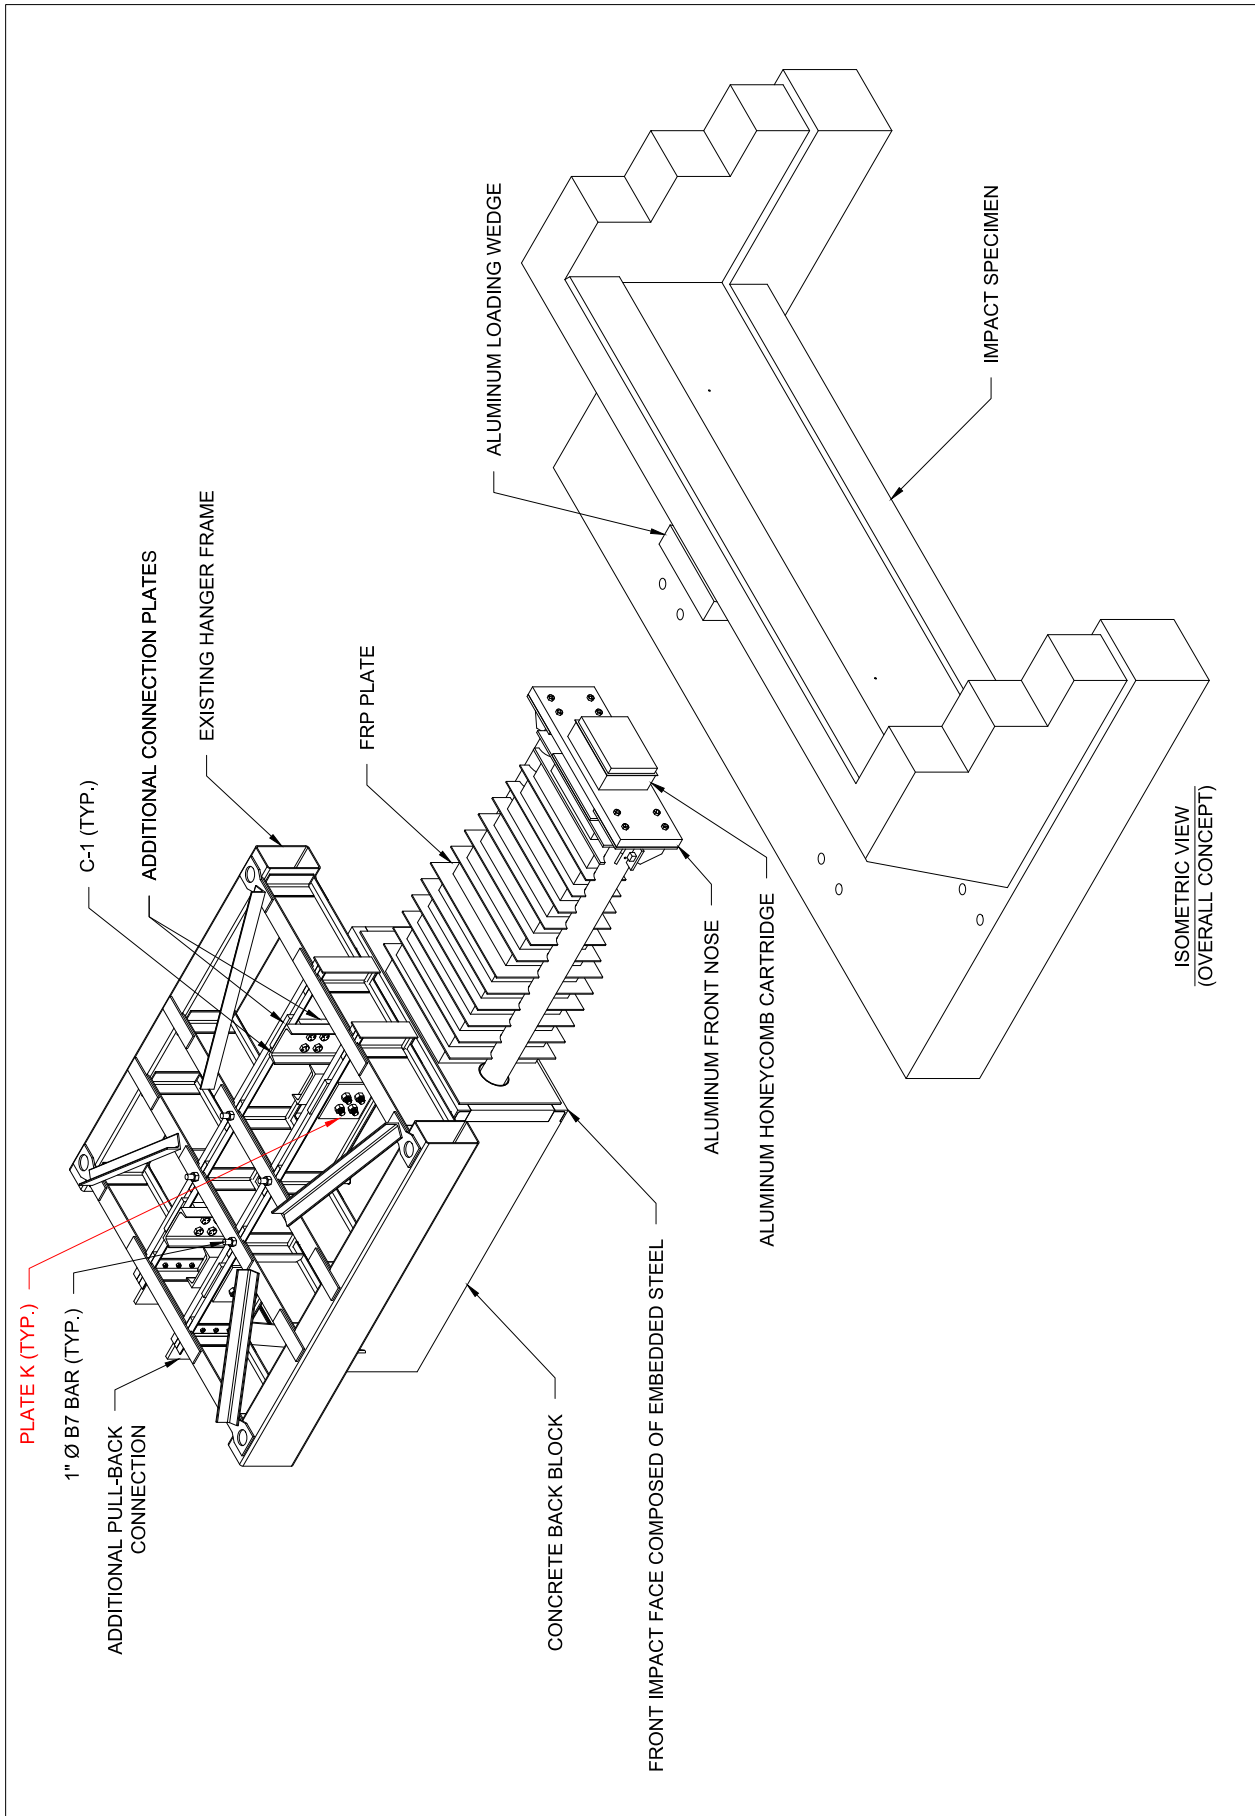 PLATE K (TYP.)
1" Ø B7 BAR (TYP.)
ADDITIONAL PULL-BACK
CONNECTION
C-1 (TYP.)
ADDITIONAL CONNECTION PLATES
EXISTING HANGER FRAME
FRP PLATE
ALUMINUM LOADING WEDGE
CONCRETE BACK BLOCK
FRONT IMPACT FACE COMPOSED OF EMBEDDED STEEL
ALUMINUM FRONT NOSE
ALUMINUM HONEYCOMB CARTRIDGE
IMPACT SPECIMEN
ISOMETRIC VIEW
(OVERALL CONCEPT)